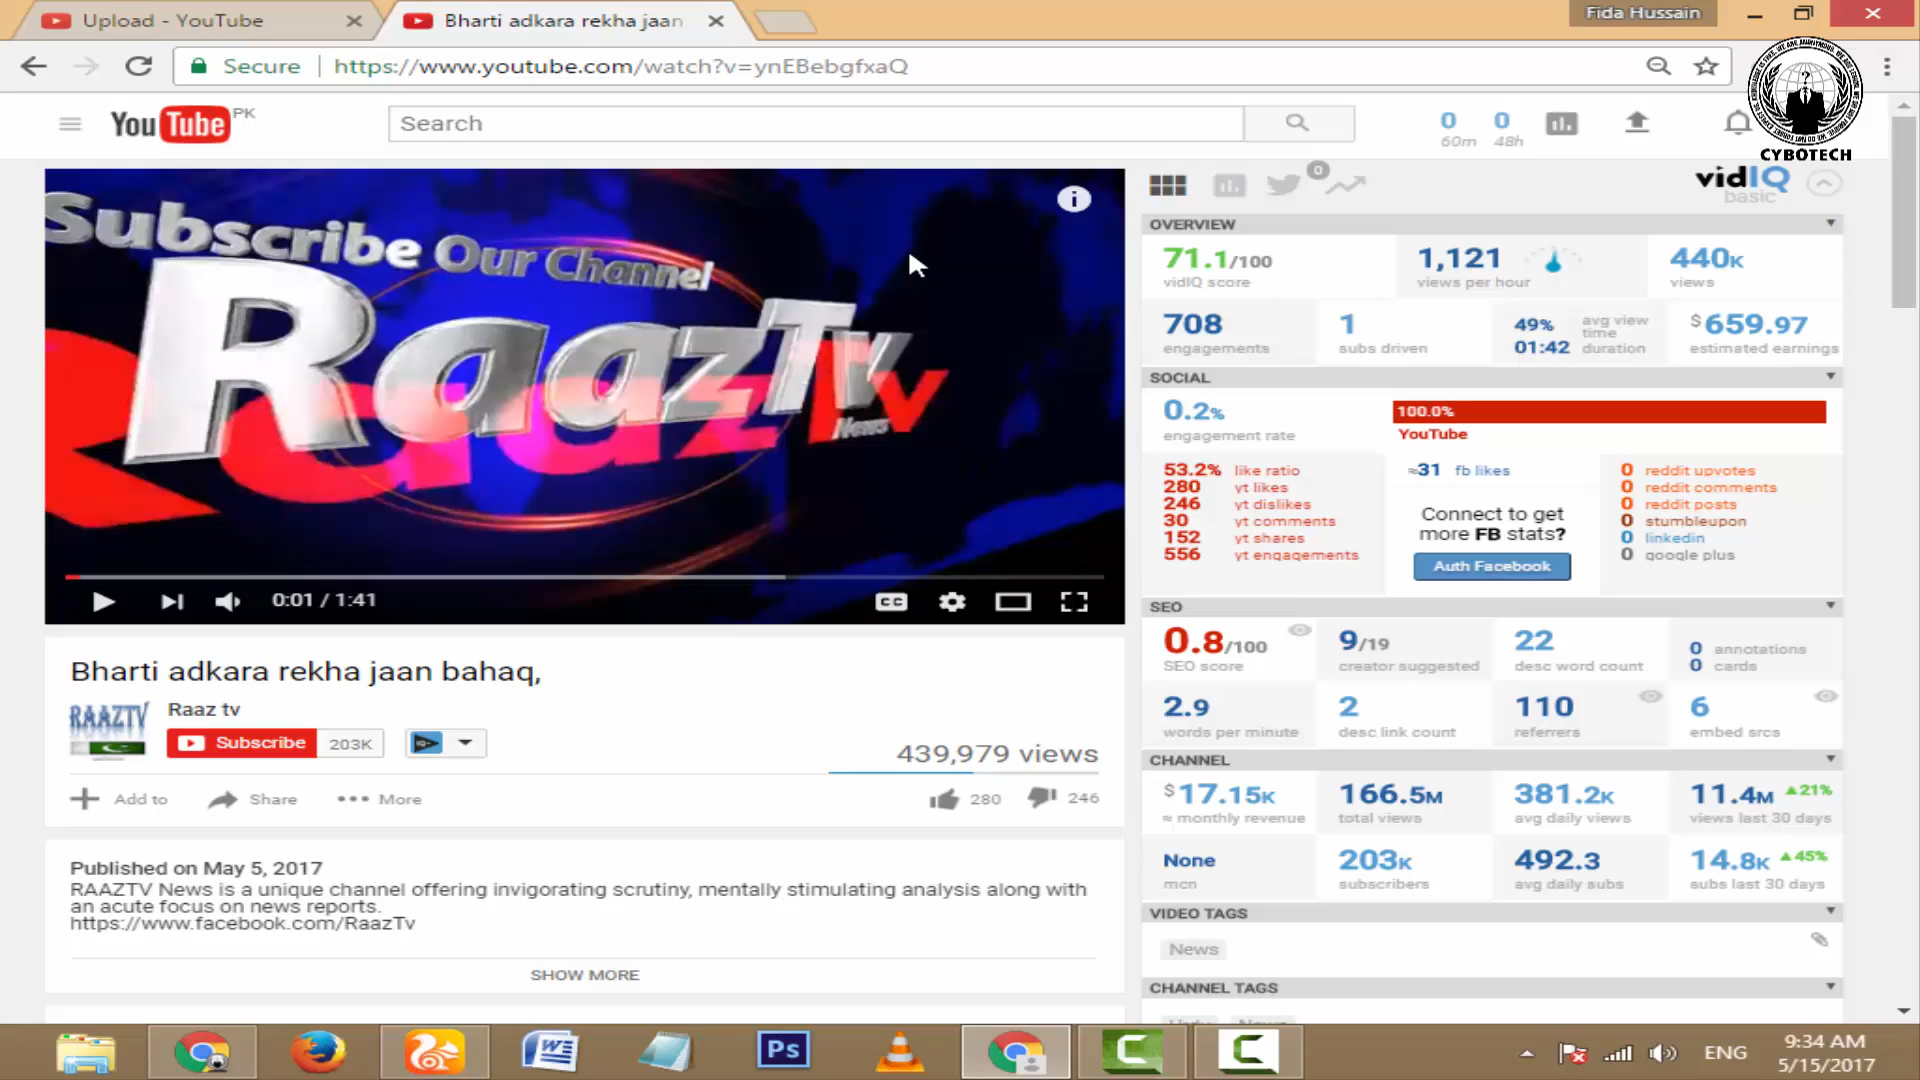 Upload - YouTube
Bharti adkara rekha jaan
Fida Hussain
Secure
https://www.youtube.com/watch?v=ynEBebgfxaQ
CYBOTECH
YouTube PK
Search
0 60m
0 48h
Subscribe Our Channel
RaazTv
News
0
vidIQ
basic
OVERVIEW
71.1/100
vidIQ score
1,121
views per hour
440K
views
708
engagements
1
subs driven
49% avg view time
01:42 duration
$659.97
estimated earnings
SOCIAL
0.2%
engagement rate
100.0%
YouTube
53.2% like ratio
280 yt likes
246 yt dislikes
30 yt comments
152 yt shares
556 yt engagements
≈31 fb likes
Connect to get
more FB stats?
Auth Facebook
0 reddit upvotes
0 reddit comments
0 reddit posts
0 stumbleupon
0 linkedin
0 google plus
0:01 / 1:41
CC
SEO
0.8/100
SEO score
9/19
creator suggested
22
desc word count
0 annotations
0 cards
2.9
words per minute
2
desc link count
110
referrers
6
embed srcs
Bharti adkara rekha jaan bahaq,
RAAZTV
Raaz tv
Subscribe 203K
439,979 views
Add to
Share
More
280
246
CHANNEL
$17.15K
≈ monthly revenue
166.5M
total views
381.2K
avg daily views
11.4M ▲21%
views last 30 days
None
mcn
203K
subscribers
492.3
avg daily subs
14.8K ▲45%
subs last 30 days
Published on May 5, 2017
RAAZTV News is a unique channel offering invigorating scrutiny, mentally stimulating analysis along with
an acute focus on news reports.
https://www.facebook.com/RaazTv
SHOW MORE
VIDEO TAGS
News
CHANNEL TAGS
Ps
ENG
9:34 AM
5/15/2017